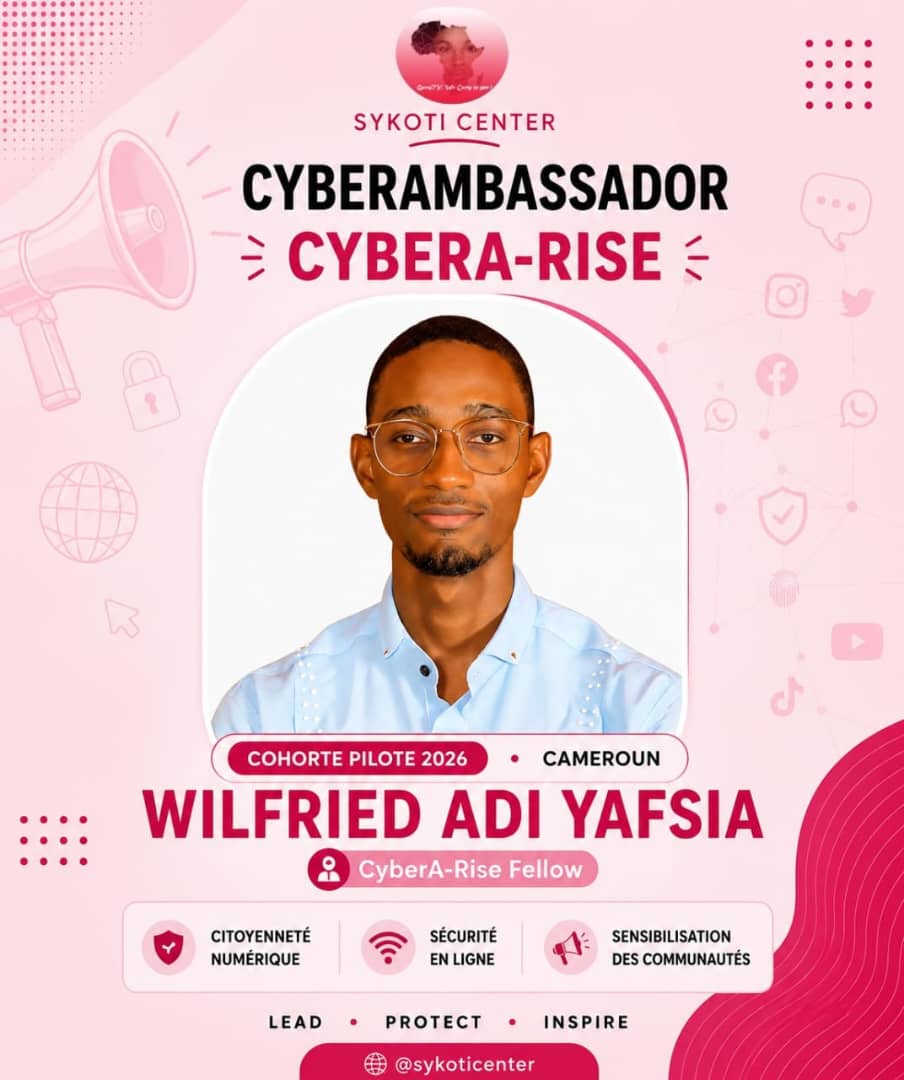 SYKOTI CENTER
CYBERAMBASSADOR
CYBERA-RISE
COHORTE PILOTE 2026 • CAMEROUN
WILFRIED ADI YAFSIA
CyberA-Rise Fellow
CITOYENNETÉ
NUMÉRIQUE
SÉCURITÉ
EN LIGNE
SENSIBILISATION
DES COMMUNAUTÉS
LEAD • PROTECT • INSPIRE
@sykoticenter